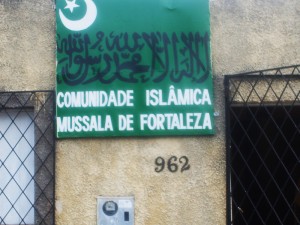 لا إله إلا الله محمد رسول الله
COMUNIDADE ISLÂMICA
MUSSALA DE FORTALEZA
962